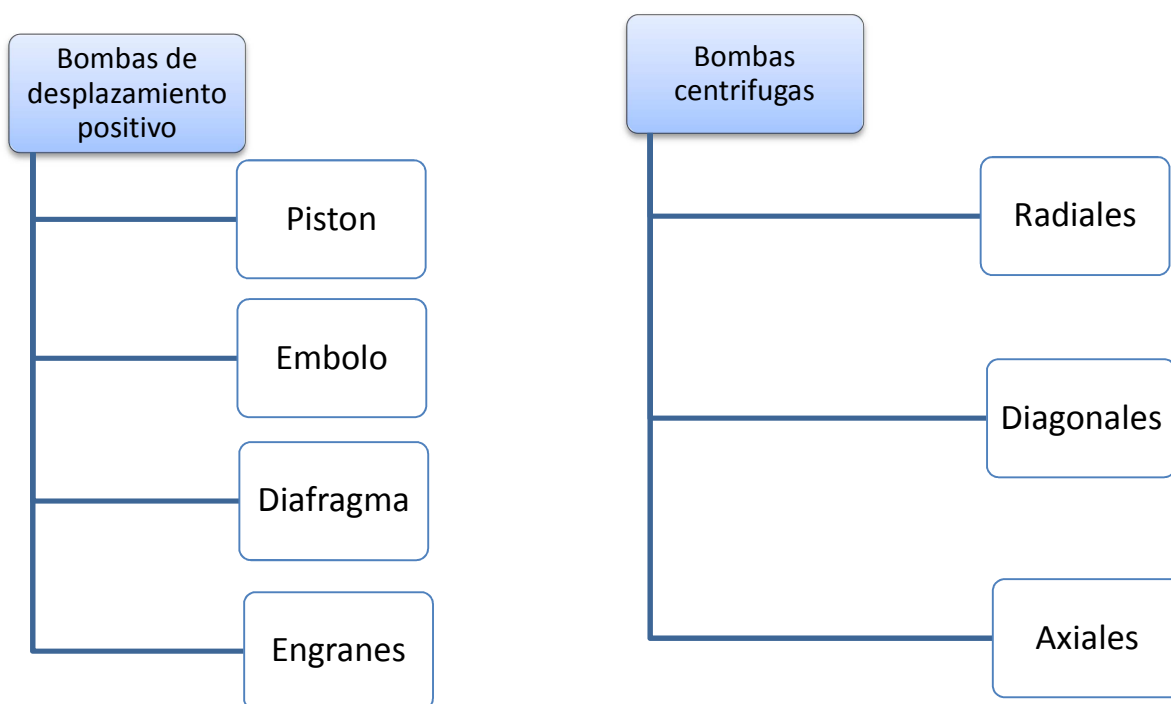 Bombas de
desplazamiento
positivo
Piston
Embolo
Diafragma
Engranes
Bombas
centrifugas
Radiales
Diagonales
Axiales